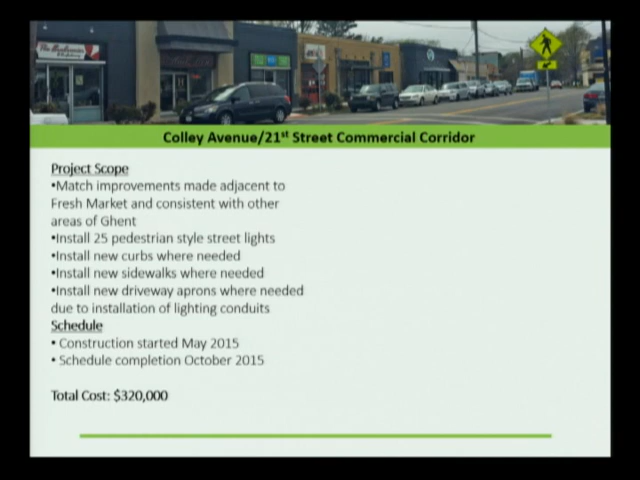 Colley Avenue/21st Street Commercial Corridor
Project Scope
•Match improvements made adjacent to
Fresh Market and consistent with other
areas of Ghent
•Install 25 pedestrian style street lights
•Install new curbs where needed
•Install new sidewalks where needed
•Install new driveway aprons where needed
due to installation of lighting conduits
Schedule
• Construction started May 2015
• Schedule completion October 2015
Total Cost: $320,000